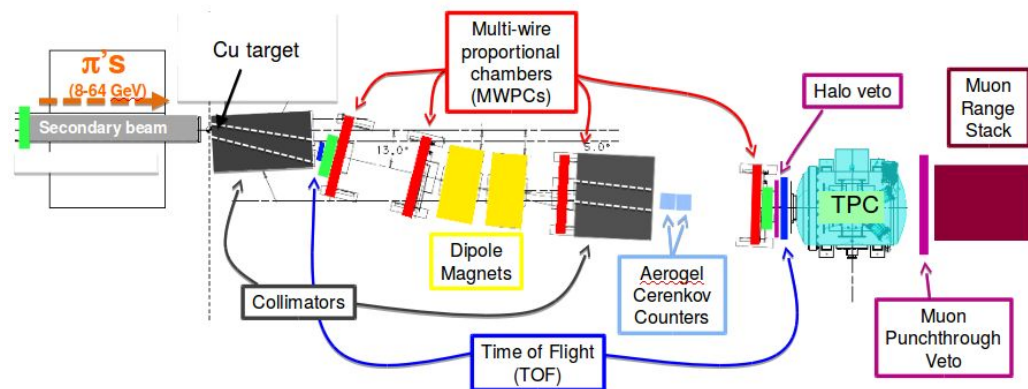 π's
(8-64 GeV)
Secondary beam
Cu target
Multi-wire
proportional
chambers
(MWPCs)
13.0°
5.0°
Halo veto
Muon
Range
Stack
TPC
Dipole
Magnets
Collimators
Aerogel
Cerenkov
Counters
Time of Flight
(TOF)
Muon
Punchthrough
Veto